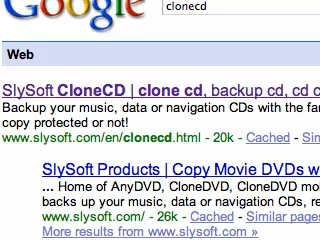 Google
clonecd
Web
SlySoft CloneCD | clone cd, backup cd, cd c
Backup your music, data or navigation CDs with the fa
copy protected or not!
www.slysoft.com/en/clonecd.html - 20k - Cached - Sim
SlySoft Products | Copy Movie DVDs w
... Home of AnyDVD, CloneDVD, CloneDVD mo
backs up your music, data or navigation CDs, re
www.slysoft.com/ - 26k - Cached - Similar pages
More results from www.slysoft.com »